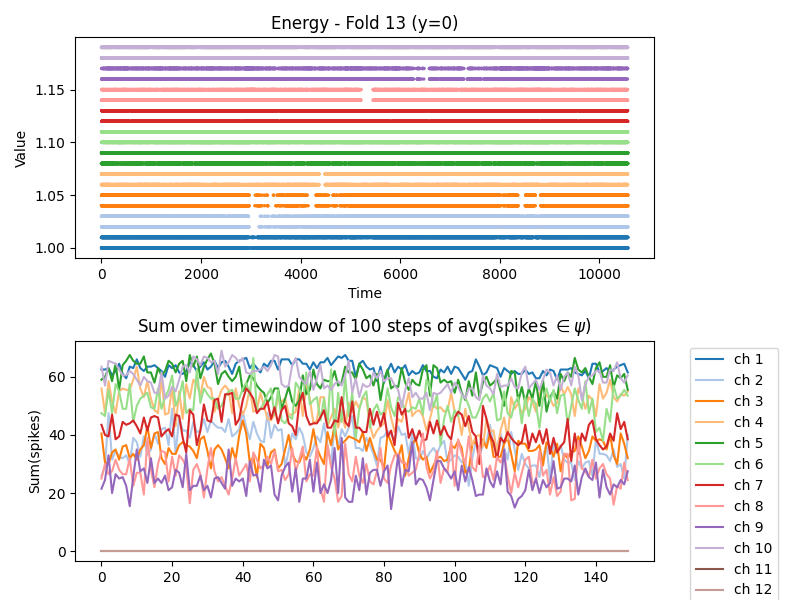 Energy - Fold 13 (y=0)
1.15
1.10
1.05
1.00
Value
0 2000 4000 6000 8000 10000
Time
Sum over timewindow of 100 steps of avg(spikes ∈ ψ)
60
40
20
0
Sum(spikes)
0 20 40 60 80 100 120 140
ch 1
ch 2
ch 3
ch 4
ch 5
ch 6
ch 7
ch 8
ch 9
ch 10
ch 11
ch 12